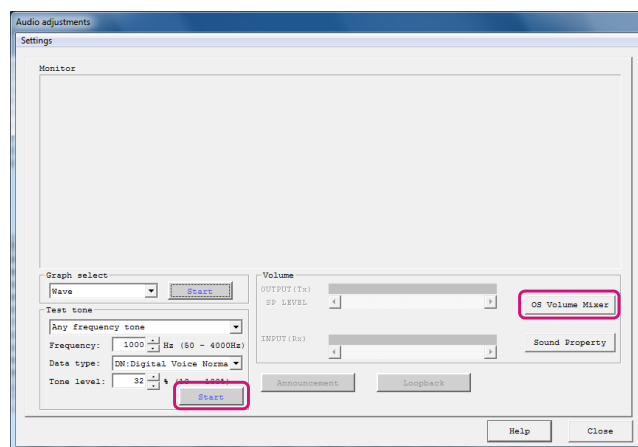 Audio adjustments
Settings
Monitor
Graph select
Wave
Start
Test tone
Any frequency tone
Frequency: 1000 Hz (50 - 4000Hz)
Data type: DN:Digital Voice Norma
Tone level: 32 % (10 - 100%)
Start
Volume
OUTPUT(Tx)
SP LEVEL
INPUT(Rx)
OS Volume Mixer
Sound Property
Announcement
Loopback
Help
Close